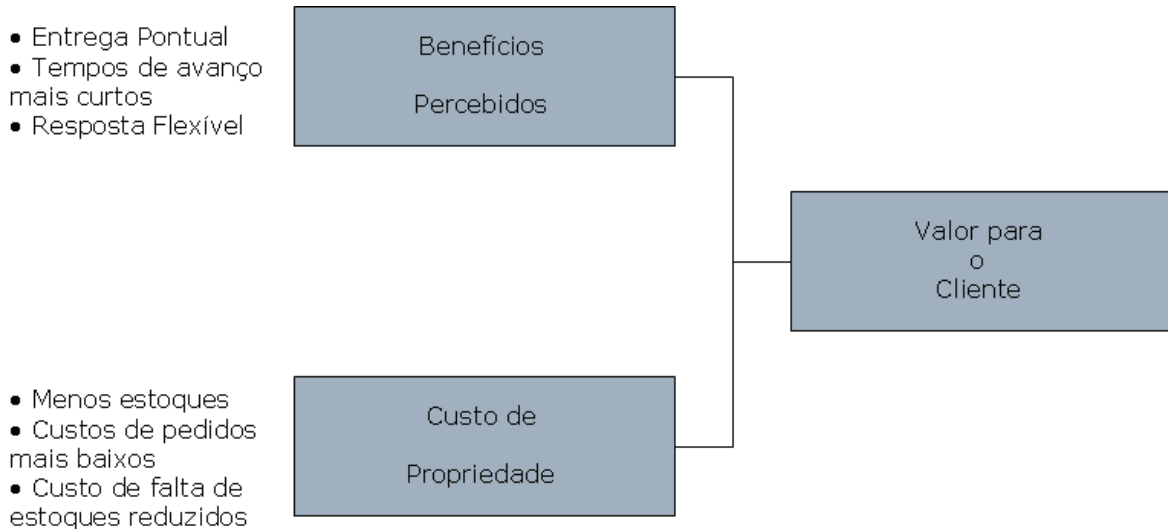 • Entrega Pontual
• Tempos de avanço
mais curtos
• Resposta Flexível
Benefícios
Percebidos
Valor para
o
Cliente
• Menos estoques
• Custos de pedidos
mais baixos
• Custo de falta de
estoques reduzidos
Custo de
Propriedade